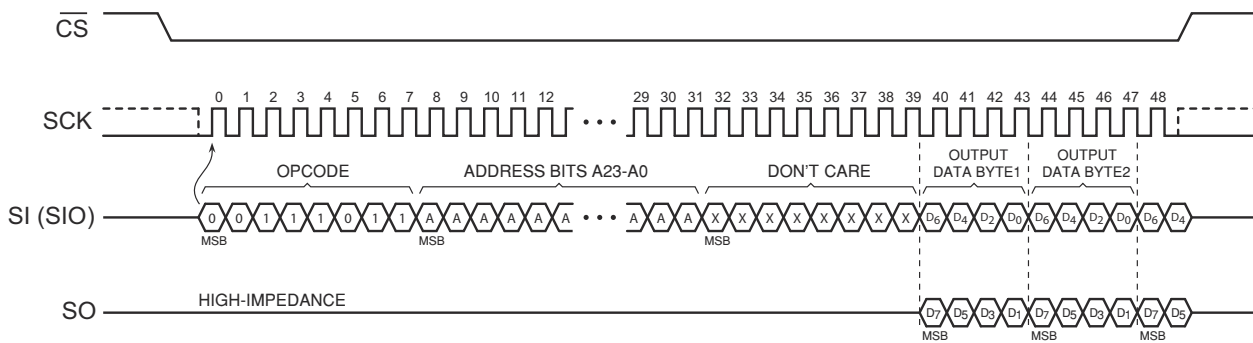 CS
0 1 2 3 4 5 6 7 8 9 10 11 12 29 30 31 32 33 34 35 36 37 38 39 40 41 42 43 44 45 46 47 48
SCK
OPCODE ADDRESS BITS A23-A0 DON'T CARE OUTPUT DATA BYTE1 OUTPUT DATA BYTE2
SI (SIO) 0 0 1 1 1 0 1 1 A A A A A A A A A X X X X X X X X D6 D4 D2 D0 D6 D4 D2 D0 D6 D4
MSB MSB MSB
HIGH-IMPEDANCE
SO D7 D5 D3 D1 D7 D5 D3 D1 D7 D5
MSB MSB MSB